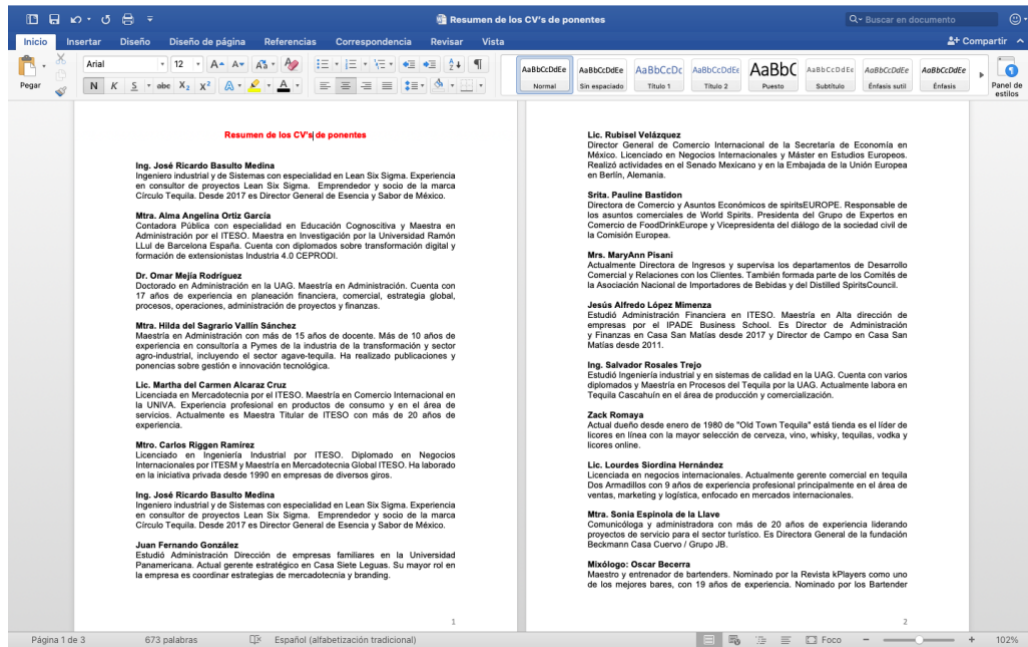 Resumen de los CV's de ponentes
Buscar en documento
Inicio Insertar Diseño Diseño de página Referencias Correspondencia Revisar Vista
Compartir
Pegar
Arial 12
N K S abc X₂ X²
AaBbCcDdEe AaBbCcDdEe AaBbCcDc AaBbCcDdEe AaBbC AaBbCcDdEe AaBbCcDdEe AaBbCcDdEe
Normal Sin espaciado Título 1 Título 2 Puesto Subtítulo Énfasis sutil Énfasis
Panel de
estilos
Resumen de los CV's de ponentes
Ing. José Ricardo Basulto Medina
Ingeniero industrial y de Sistemas con especialidad en Lean Six Sigma. Experiencia
en consultor de proyectos Lean Six Sigma. Emprendedor y socio de la marca
Círculo Tequila. Desde 2017 es Director General de Esencia y Sabor de México.
Mtra. Alma Angelina Ortiz García
Contadora Pública con especialidad en Educación Cognoscitiva y Maestra en
Administración por el ITESO. Maestra en Investigación por la Universidad Ramón
LLul de Barcelona España. Cuenta con diplomados sobre transformación digital y
formación de extensionistas Industria 4.0 CEPRODI.
Dr. Omar Mejía Rodríguez
Doctorado en Administración en la UAG. Maestría en Administración. Cuenta con
17 años de experiencia en planeación financiera, comercial, estrategia global,
procesos, operaciones, administración de proyectos y finanzas.
Mtra. Hilda del Sagrario Vallín Sánchez
Maestría en Administración con más de 15 años de docente. Más de 10 años de
experiencia en consultoría a Pymes de la industria de la transformación y sector
agro-industrial, incluyendo el sector agave-tequila. Ha realizado publicaciones y
ponencias sobre gestión e innovación tecnológica.
Lic. Martha del Carmen Alcaraz Cruz
Licenciada en Mercadotecnia por el ITESO. Maestría en Comercio Internacional en
la UNIVA. Experiencia profesional en productos de consumo y en el área de
servicios. Actualmente es Maestra Titular de ITESO con más de 20 años de
experiencia.
Mtro. Carlos Riggen Ramírez
Licenciado en Ingeniería Industrial por ITESO. Diplomado en Negocios
Internacionales por ITESM y Maestría en Mercadotecnia Global ITESO. Ha laborado
en la iniciativa privada desde 1990 en empresas de diversos giros.
Ing. José Ricardo Basulto Medina
Ingeniero industrial y de Sistemas con especialidad en Lean Six Sigma. Experiencia
en consultor de proyectos Lean Six Sigma. Emprendedor y socio de la marca
Círculo Tequila. Desde 2017 es Director General de Esencia y Sabor de México.
Juan Fernando González
Estudió Administración Dirección de empresas familiares en la Universidad
Panamericana. Actual gerente estratégico en Casa Siete Leguas. Su mayor rol en
la empresa es coordinar estrategias de mercadotecnia y branding.
1
Lic. Rubisel Velázquez
Director General de Comercio Internacional de la Secretaría de Economía en
México. Licenciado en Negocios Internacionales y Máster en Estudios Europeos.
Realizó actividades en el Senado Mexicano y en la Embajada de la Unión Europea
en Berlín, Alemania.
Srita. Pauline Bastidon
Directora de Comercio y Asuntos Económicos de spiritsEUROPE. Responsable de
los asuntos comerciales de World Spirits. Presidenta del Grupo de Expertos en
Comercio de FoodDrinkEurope y Vicepresidenta del diálogo de la sociedad civil de
la Comisión Europea.
Mrs. MaryAnn Pisani
Actualmente Directora de Ingresos y supervisa los departamentos de Desarrollo
Comercial y Relaciones con los Clientes. También formada parte de los Comités de
la Asociación Nacional de Importadores de Bebidas y del Distilled SpiritsCouncil.
Jesús Alfredo López Mimenza
Estudió Administración Financiera en ITESO. Maestría en Alta dirección de
empresas por el IPADE Business School. Es Director de Administración
y Finanzas en Casa San Matías desde 2017 y Director de Campo en Casa San
Matías desde 2011.
Ing. Salvador Rosales Trejo
Estudió Ingeniería industrial y en sistemas de calidad en la UAG. Cuenta con varios
diplomados y Maestría en Procesos del Tequila por la UAG. Actualmente labora en
Tequila Cascahuín en el área de producción y comercialización.
Zack Romaya
Actual dueño desde enero de 1980 de "Old Town Tequila" está tienda es el líder de
licores en línea con la mayor selección de cerveza, vino, whisky, tequilas, vodka y
licores online.
Lic. Lourdes Siordina Hernández
Licenciada en negocios internacionales. Actualmente gerente comercial en tequila
Dos Armadillos con 9 años de experiencia profesional principalmente en el área de
ventas, marketing y logística, enfocado en mercados internacionales.
Mtra. Sonia Espínola de la Llave
Comunicóloga y administradora con más de 20 años de experiencia liderando
proyectos de servicio para el sector turístico. Es Directora General de la fundación
Beckmann Casa Cuervo / Grupo JB.
Mixólogo: Oscar Becerra
Maestro y entrenador de bartenders. Nominado por la Revista kPlayers como uno
de los mejores bares, con 19 años de experiencia. Nominado por los Bartender
2
Página 1 de 3 673 palabras Español (alfabetización tradicional) Foco 102%